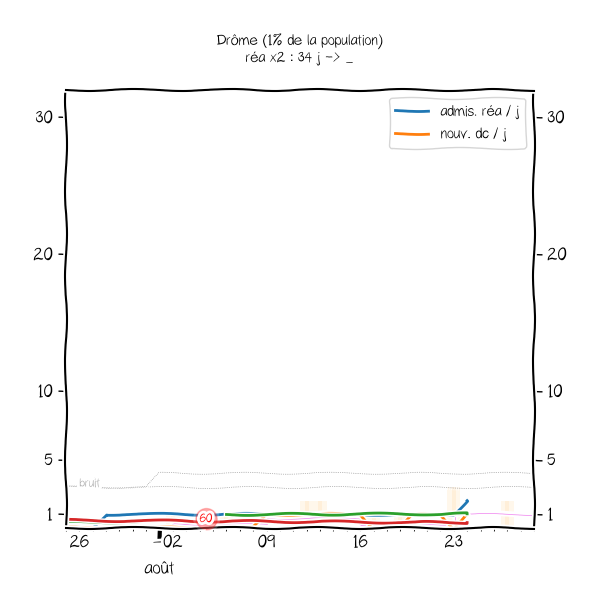 Drôme (1% de la population)
réa x2 : 34 j -> _
admis. réa / j
nouv. dc / j
30
30
20
20
10
10
5
5
bruit
1
1
60
26
02
09
16
23
août